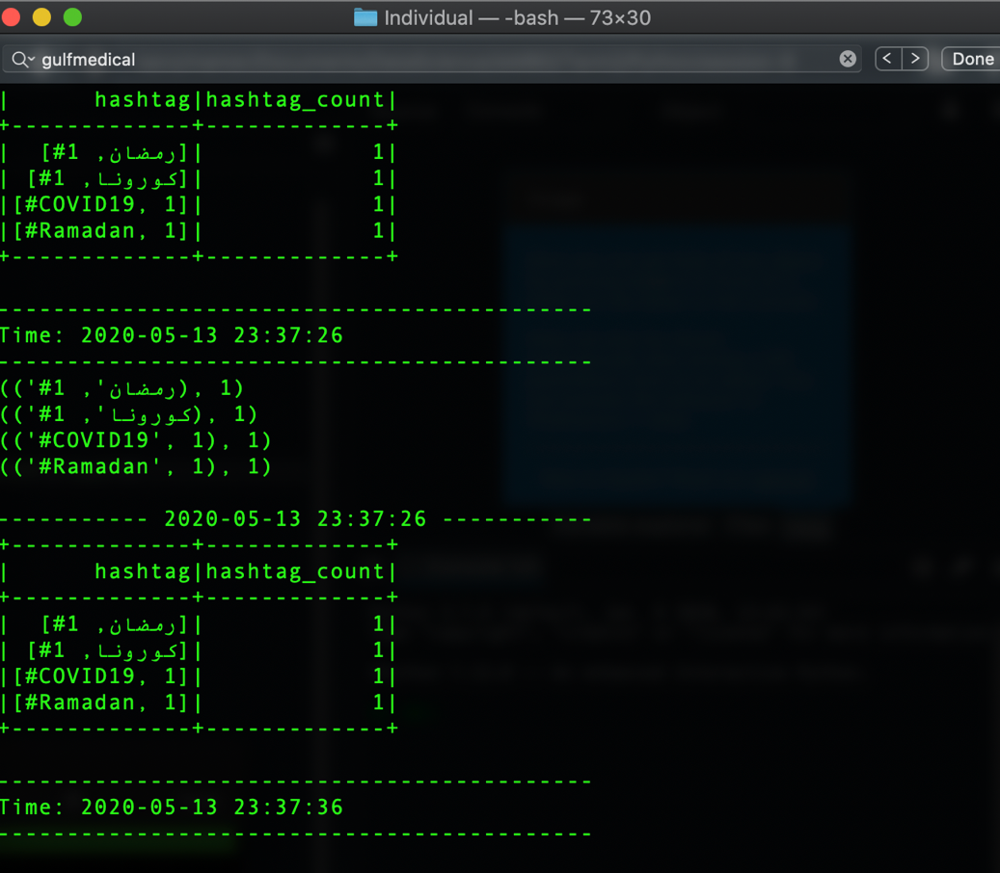 Individual — -bash — 73×30
gulfmedical
< > Done
| hashtag|hashtag_count|
+-------------+-------------+
| [#رمضان, 1]| 1|
| [#كورونا, 1]| 1|
|[#COVID19, 1]| 1|
|[#Ramadan, 1]| 1|
+-------------+-------------+
-------------------------------------------
Time: 2020-05-13 23:37:26
-------------------------------------------
(('#رمضان', 1), 1)
(('#كورونا', 1), 1)
(('#COVID19', 1), 1)
(('#Ramadan', 1), 1)
----------- 2020-05-13 23:37:26 -----------
+-------------+-------------+
| hashtag|hashtag_count|
+-------------+-------------+
| [#رمضان, 1]| 1|
| [#كورونا, 1]| 1|
|[#COVID19, 1]| 1|
|[#Ramadan, 1]| 1|
+-------------+-------------+
-------------------------------------------
Time: 2020-05-13 23:37:36
-------------------------------------------